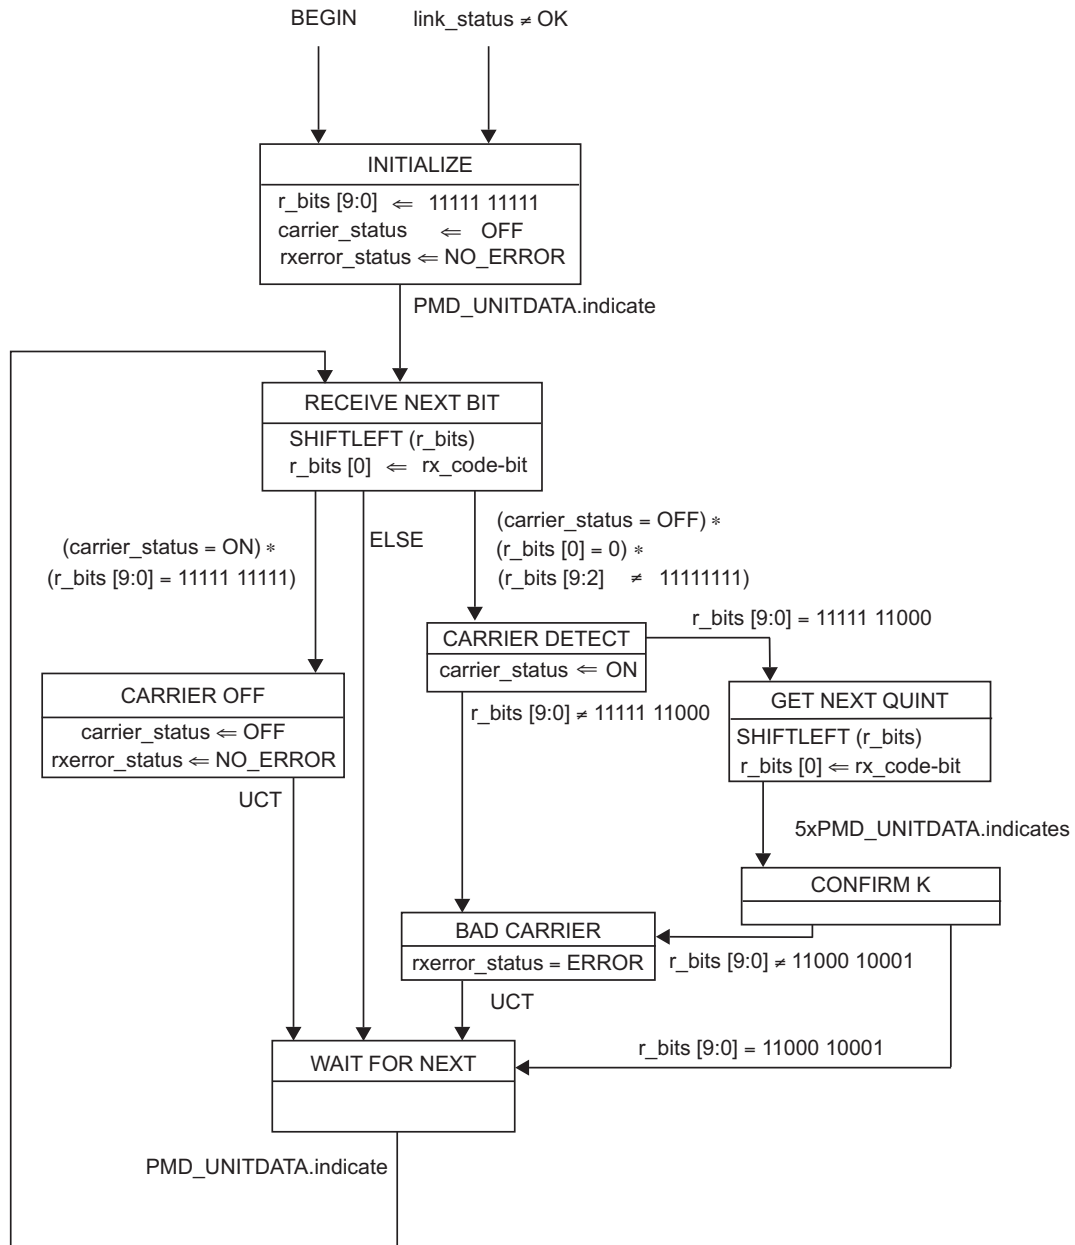 BEGIN
link_status ≠ OK
INITIALIZE
r_bits [9:0] ⇐ 11111 11111
carrier_status ⇐ OFF
rxerror_status ⇐ NO_ERROR
PMD_UNITDATA.indicate
RECEIVE NEXT BIT
SHIFTLEFT (r_bits)
r_bits [0] ⇐ rx_code-bit
(carrier_status = ON) *
(r_bits [9:0] = 11111 11111)
ELSE
(carrier_status = OFF) *
(r_bits [0] = 0) *
(r_bits [9:2] ≠ 11111111)
CARRIER DETECT
carrier_status ⇐ ON
r_bits [9:0] = 11111 11000
CARRIER OFF
carrier_status ⇐ OFF
rxerror_status ⇐ NO_ERROR
UCT
r_bits [9:0] ≠ 11111 11000
GET NEXT QUINT
SHIFTLEFT (r_bits)
r_bits [0] ⇐ rx_code-bit
5xPMD_UNITDATA.indicates
CONFIRM K
BAD CARRIER
rxerror_status = ERROR
r_bits [9:0] ≠ 11000 10001
UCT
r_bits [9:0] = 11000 10001
WAIT FOR NEXT
PMD_UNITDATA.indicate